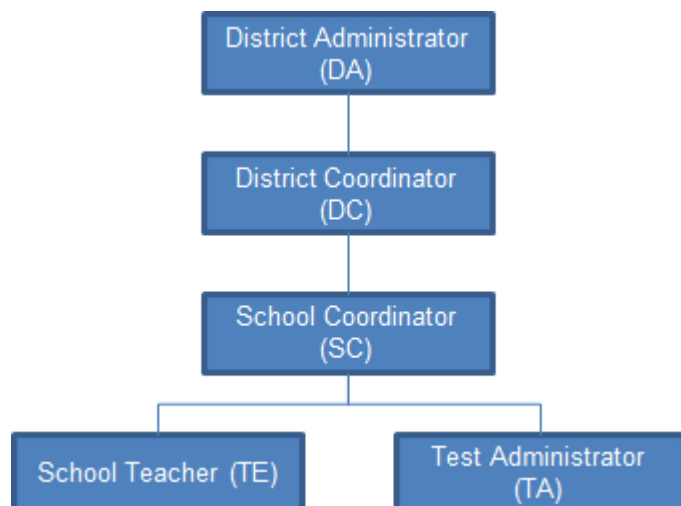 District Administrator
(DA)
District Coordinator
(DC)
School Coordinator
(SC)
School Teacher (TE)
Test Administrator
(TA)